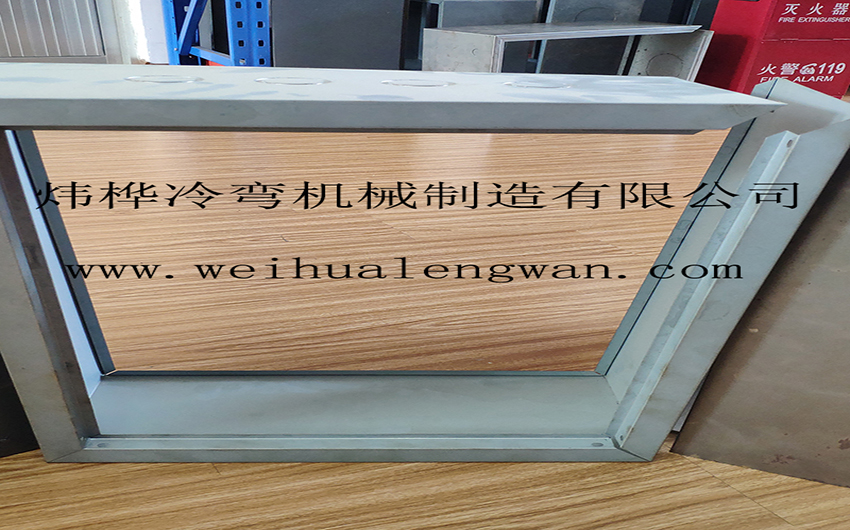 灭火器
FIRE EXTINGUISHER
火警119
FIRE ALARM
炜桦冷弯机械制造有限公司
www.weihualengwan.com